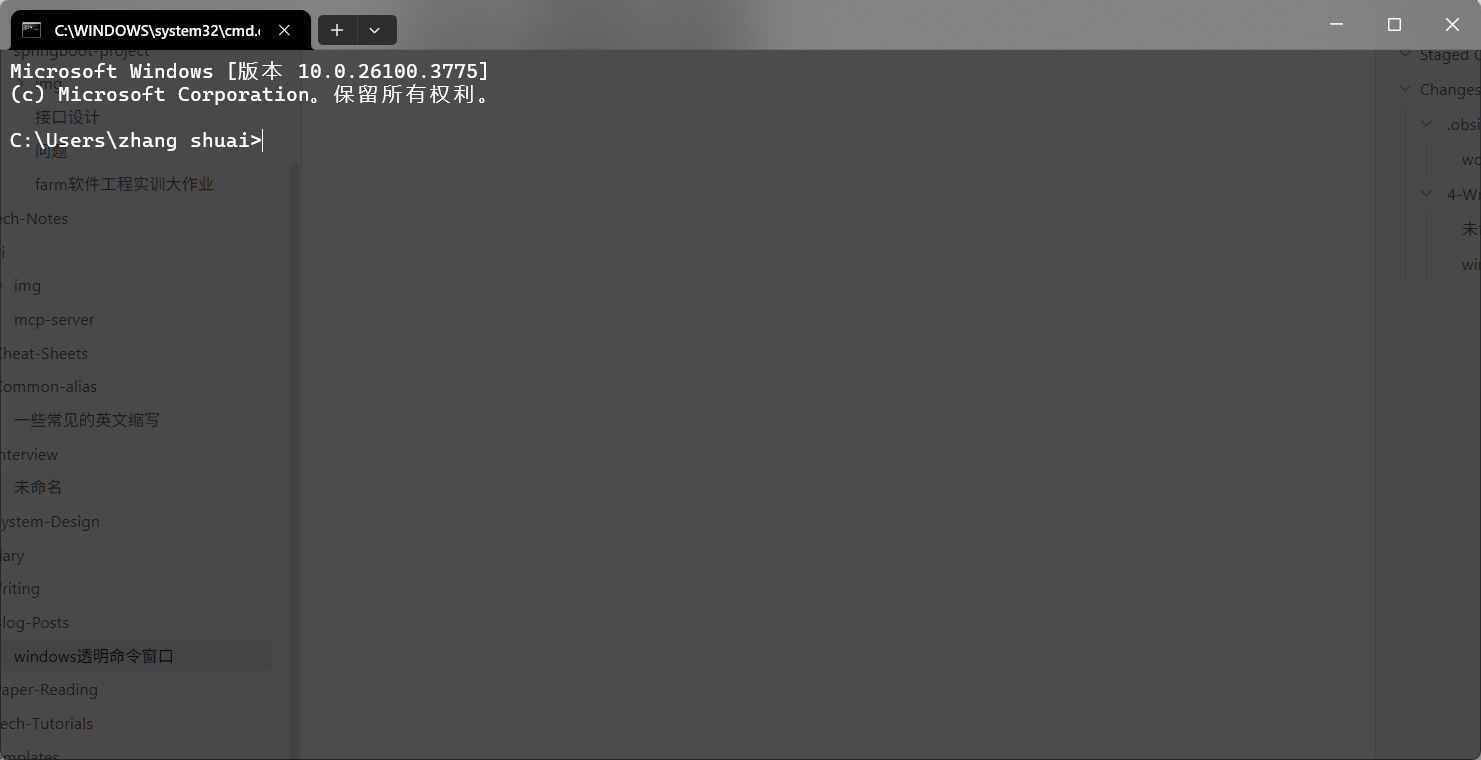 C:\WINDOWS\system32\cmd.
Microsoft Windows [版本 10.0.26100.3775]
(c) Microsoft Corporation。保留所有权利。
C:\Users\zhang shuai>
springboot-project
img
接口设计
问题
farm软件工程实训大作业
ech-Notes
i
img
mcp-server
heat-Sheets
ommon-alias
一些常见的英文缩写
nterview
未命名
ystem-Design
iary
riting
log-Posts
windows透明命令窗口
aper-Reading
ech-Tutorials
mplates
Staged
Changes
.obsi
wo
4-Wr
未
win